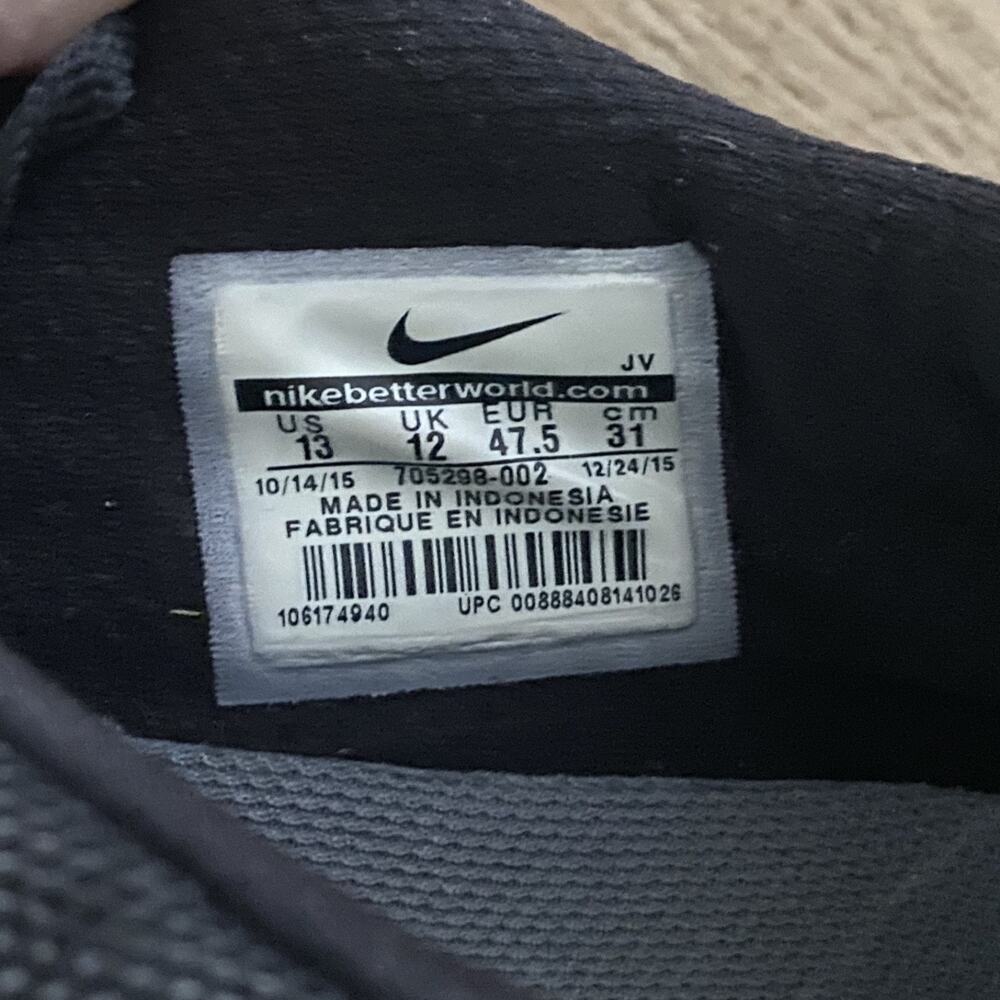 JV
nikebetterworld.com
US UK EUR cm
13 12 47.5 31
10/14/15 705298-002 12/24/15
MADE IN INDONESIA
FABRIQUE EN INDONESIE
106174940 UPC 00888408141026